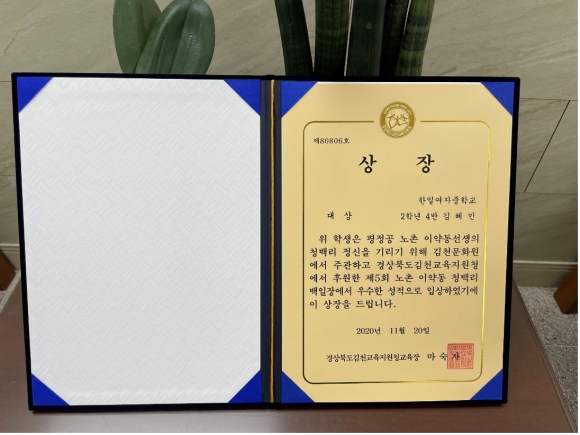 제80806호
상 장
한일여자중학교
대 상 2학년 4반 김 혜 민
위 학생은 평정공 노촌 이약동선생의
청백리 정신을 기리기 위해 김천문화원
에서 주관하고 경상북도김천교육지원청
에서 후원한 제5회 노촌 이약동 청백리
백일장에서 우수한 성적으로 입상하였기에
이 상장을 드립니다.
2020년 11월 20일
경상북도김천교육지원청교육장 마 숙 자